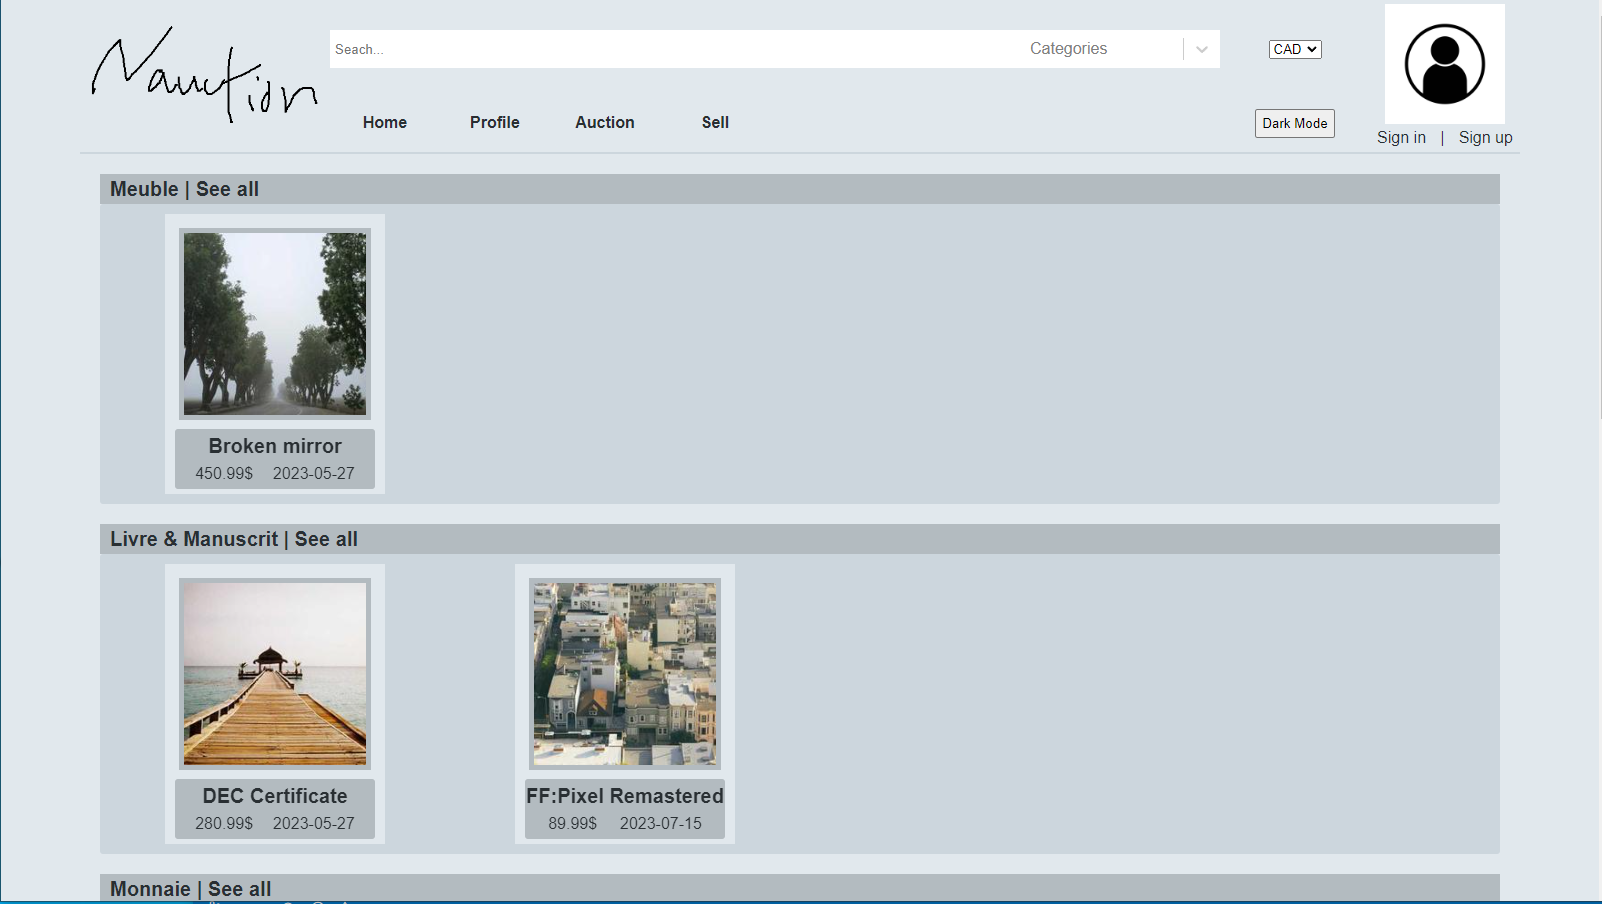 Nauction
Seach...
Categories
CAD
Home
Profile
Auction
Sell
Dark Mode
Sign in | Sign up
Meuble | See all
Broken mirror
450.99$ 2023-05-27
Livre & Manuscrit | See all
DEC Certificate
280.99$ 2023-05-27
FF:Pixel Remastered
89.99$ 2023-07-15
Monnaie | See all